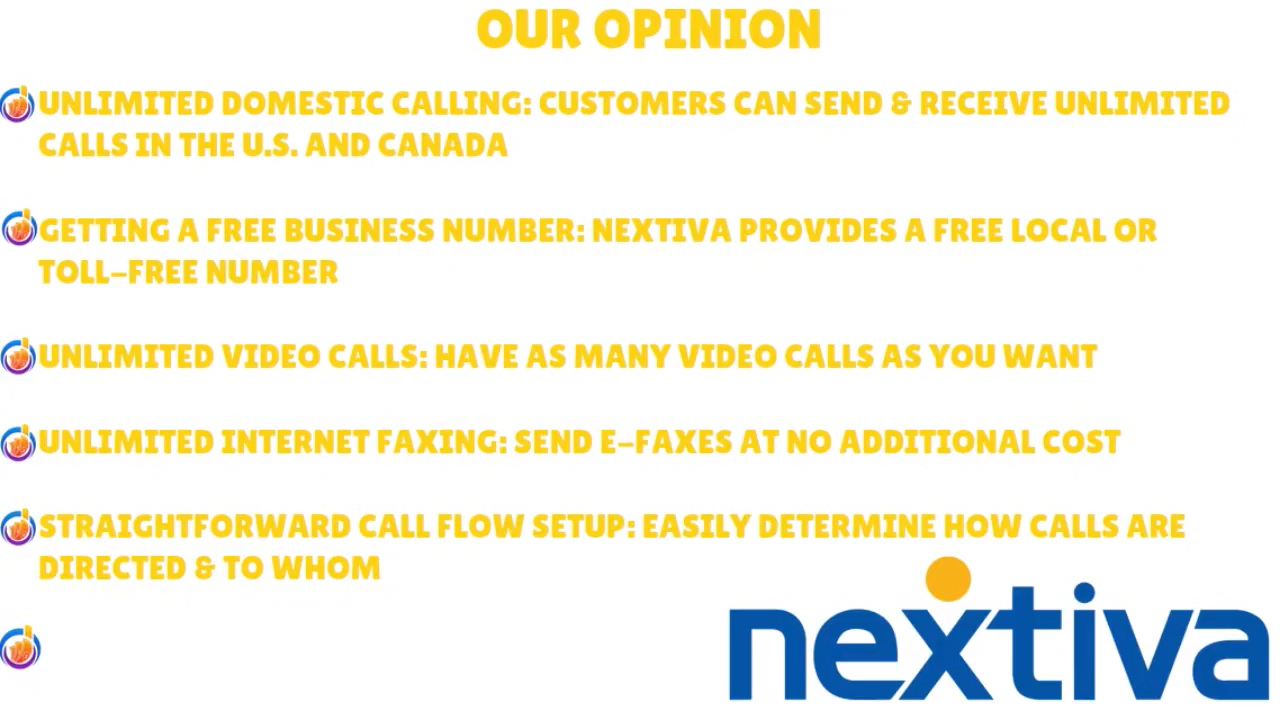 OUR OPINION
UNLIMITED DOMESTIC CALLING: CUSTOMERS CAN SEND & RECEIVE UNLIMITED
CALLS IN THE U.S. AND CANADA
GETTING A FREE BUSINESS NUMBER: NEXTIVA PROVIDES A FREE LOCAL OR
TOLL-FREE NUMBER
UNLIMITED VIDEO CALLS: HAVE AS MANY VIDEO CALLS AS YOU WANT
UNLIMITED INTERNET FAXING: SEND E-FAXES AT NO ADDITIONAL COST
STRAIGHTFORWARD CALL FLOW SETUP: EASILY DETERMINE HOW CALLS ARE
DIRECTED & TO WHOM
nextiva